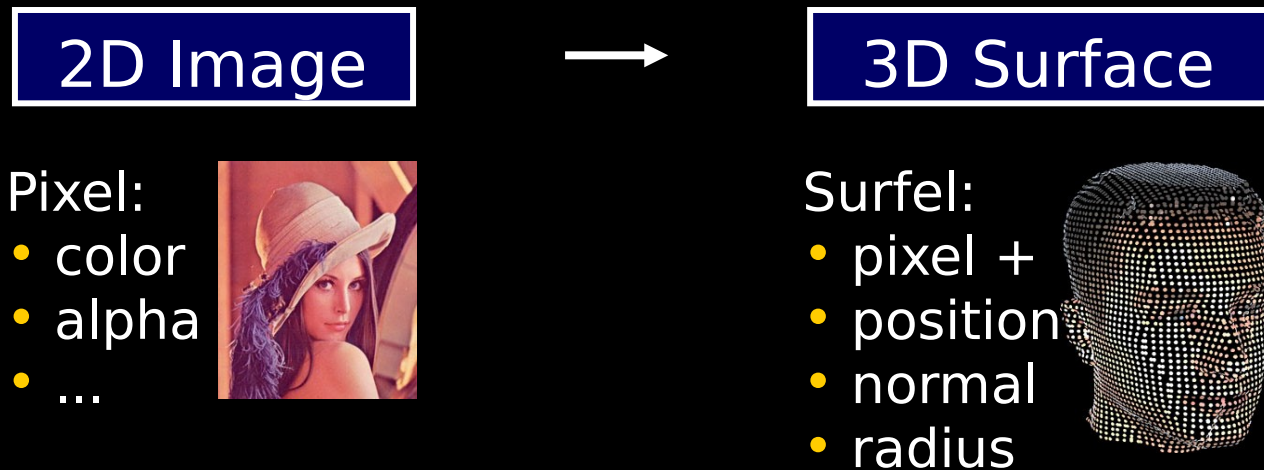 2D Image
3D Surface
Pixel:
• color
• alpha
• ...
Surfel:
• pixel +
• position
• normal
• radius